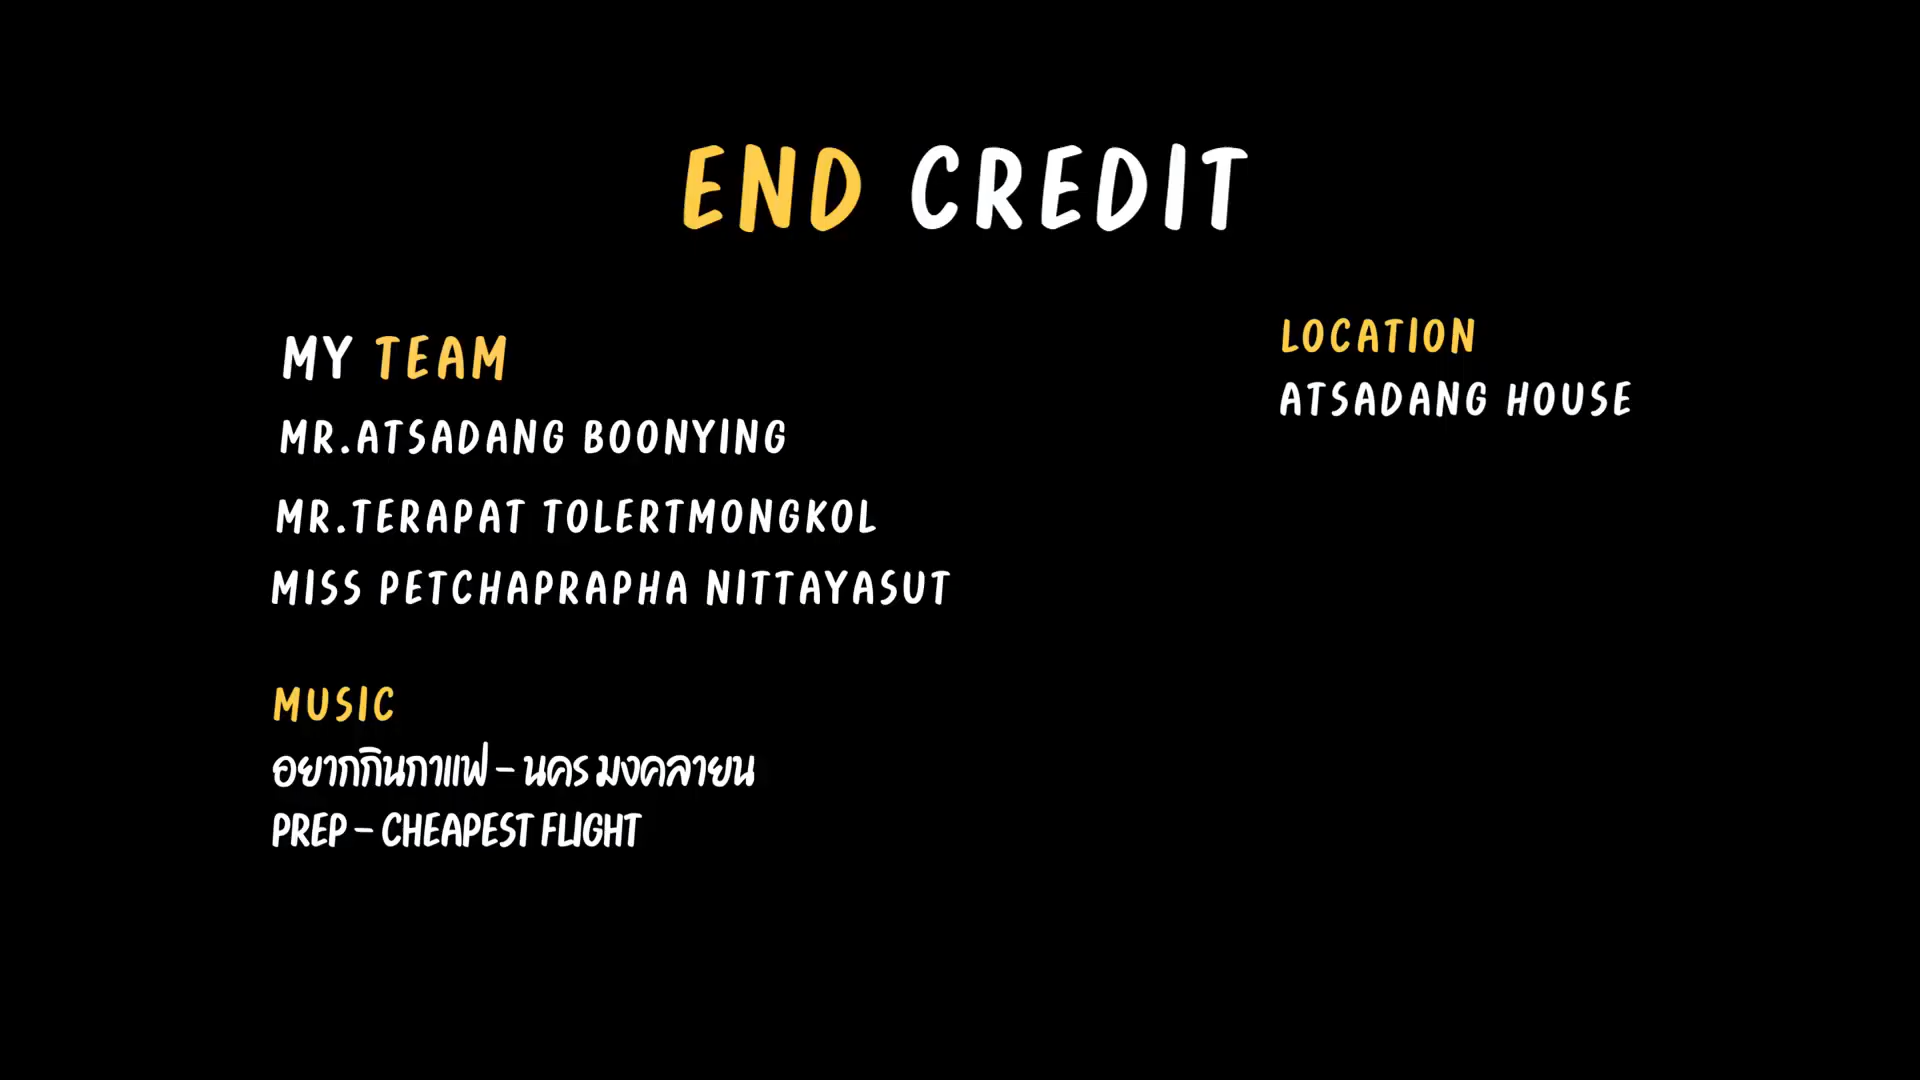 END CREDIT
MY TEAM
MR.ATSADANG BOONYING
MR.TERAPAT TOLERTMONGKOL
MISS PETCHAPRAPHA NITTAYASUT
MUSIC
อยากกินกาแฟ - นคร มงคลายน
PREP - CHEAPEST FLIGHT
LOCATION
ATSADANG HOUSE